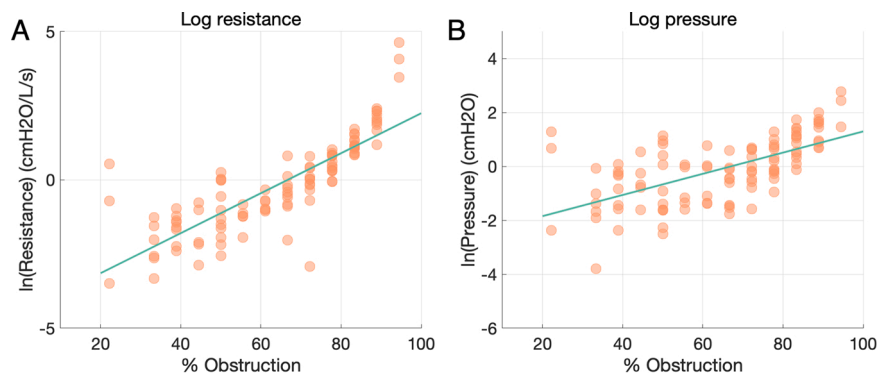 A
Log resistance
5
0
-5
ln(Resistance) (cmH2O/L/s)
20 40 60 80 100
% Obstruction
B
Log pressure
4
2
0
-2
-4
-6
ln(Pressure) (cmH2O)
20 40 60 80 100
% Obstruction